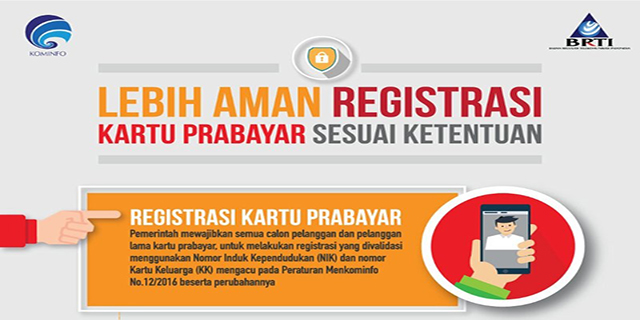 KOMINFO
BRTI
LEBIH AMAN REGISTRASI
KARTU PRABAYAR SESUAI KETENTUAN
REGISTRASI KARTU PRABAYAR
Pemerintah mewajibkan semua calon pelanggan dan pelanggan
lama kartu prabayar, untuk melakukan registrasi yang divalidasi
menggunakan Nomor Induk Kependudukan (NIK) dan nomor
Kartu Keluarga (KK) mengacu pada Peraturan Menkominfo
No.12/2016 beserta perubahannya